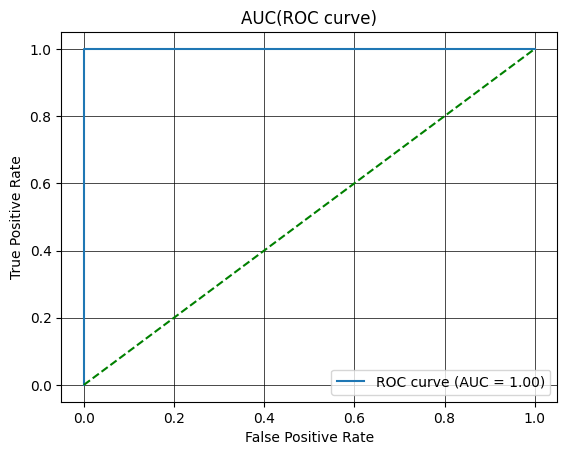 AUC(ROC curve)
True Positive Rate
1.0
0.8
0.6
0.4
0.2
0.0
ROC curve (AUC = 1.00)
0.0 0.2 0.4 0.6 0.8 1.0
False Positive Rate